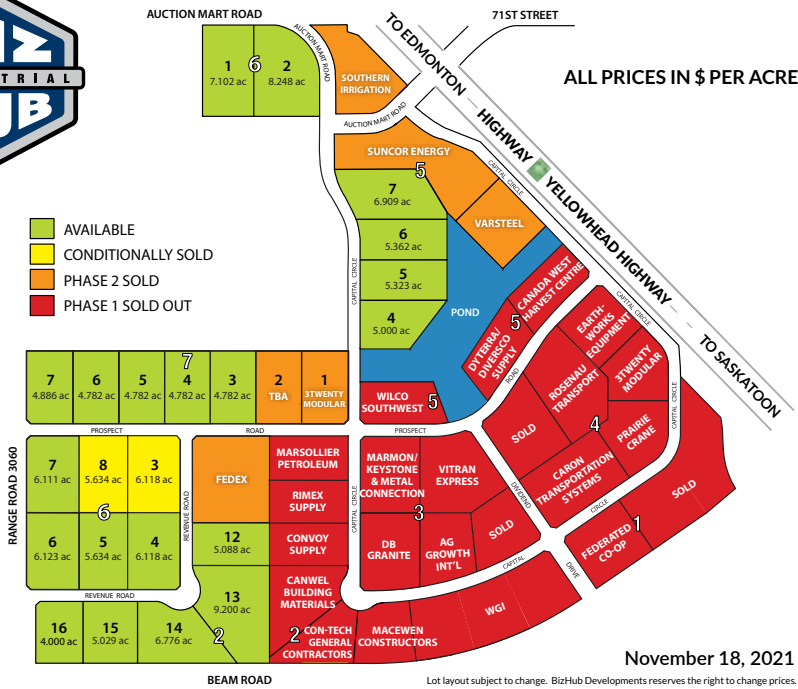 AUCTION MART ROAD
71ST STREET
TO EDMONTON
HIGHWAY
YELLOWHEAD HIGHWAY
TO SASKATOON
ALL PRICES IN $ PER ACRE
TRIAL
UB
AUCTION MART ROAD
1
7.102 ac
6
2
8.248 ac
SOUTHERN
IRRIGATION
AUCTION MART ROAD
SUNCOR ENERGY
5
CAPITAL CIRCLE
7
6.909 ac
VARSTEEL
6
5.362 ac
5
5.323 ac
4
5.000 ac
CAPITAL CIRCLE
POND
AVAILABLE
CONDITIONALLY SOLD
PHASE 2 SOLD
PHASE 1 SOLD OUT
CANADA WEST
HARVEST CENTRE
5
DYTERRA/
DIVERSCO
SUPPLY
WILCO
SOUTHWEST
5
ROAD
CAPITAL CIRCLE
EARTH-
WORKS
EQUIPMENT
3TWENTY
MODULAR
ROSENAU
TRANSPORT
SOLD
4
PRAIRIE
CRANE
CARON
TRANSPORTATION
SYSTEMS
CAPITAL CIRCLE
7
7
4.886 ac
6
4.782 ac
5
4.782 ac
4
4.782 ac
3
4.782 ac
2
TBA
1
3TWENTY
MODULAR
PROSPECT
ROAD
PROSPECT
RANGE ROAD 3060
7
6.111 ac
8
5.634 ac
3
6.118 ac
6
6
6.123 ac
5
5.634 ac
4
6.118 ac
REVENUE ROAD
REVENUE ROAD
FEDEX
12
5.088 ac
13
9.200 ac
MARSOLLIER
PETROLEUM
RIMEX
SUPPLY
CONVOY
SUPPLY
CANWEL
BUILDING
MATERIALS
CAPITAL CIRCLE
MARMON/
KEYSTONE
& METAL
CONNECTION
VITRAN
EXPRESS
3
DB
GRANITE
AG
GROWTH
INT'L
SOLD
DIVIDEND
DRIVE
CAPITAL
CIRCLE
FEDERATED
CO-OP
1
SOLD
16
4.000 ac
15
5.029 ac
14
6.776 ac
2
2
CON-TECH
GENERAL
CONTRACTORS
MACEWEN
CONSTRUCTORS
WGI
BEAM ROAD
November 18, 2021
Lot layout subject to change. BizHub Developments reserves the right to change prices.